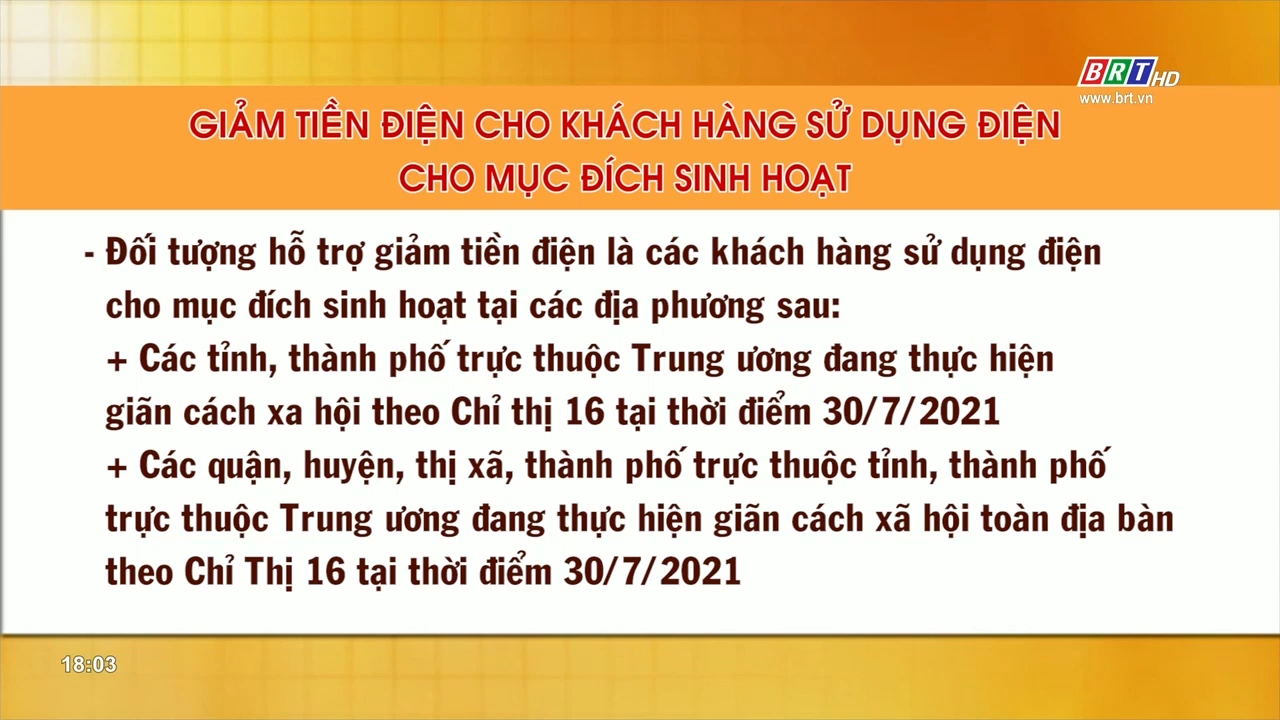 BRT HD
www.brt.vn
GIẢM TIỀN ĐIỆN CHO KHÁCH HÀNG SỬ DỤNG ĐIỆN
CHO MỤC ĐÍCH SINH HOẠT
- Đối tượng hỗ trợ giảm tiền điện là các khách hàng sử dụng điện
cho mục đích sinh hoạt tại các địa phương sau:
+ Các tỉnh, thành phố trực thuộc Trung ương đang thực hiện
giãn cách xa hội theo Chỉ thị 16 tại thời điểm 30/7/2021
+ Các quận, huyện, thị xã, thành phố trực thuộc tỉnh, thành phố
trực thuộc Trung ương đang thực hiện giãn cách xã hội toàn địa bàn
theo Chỉ Thị 16 tại thời điểm 30/7/2021
18:03